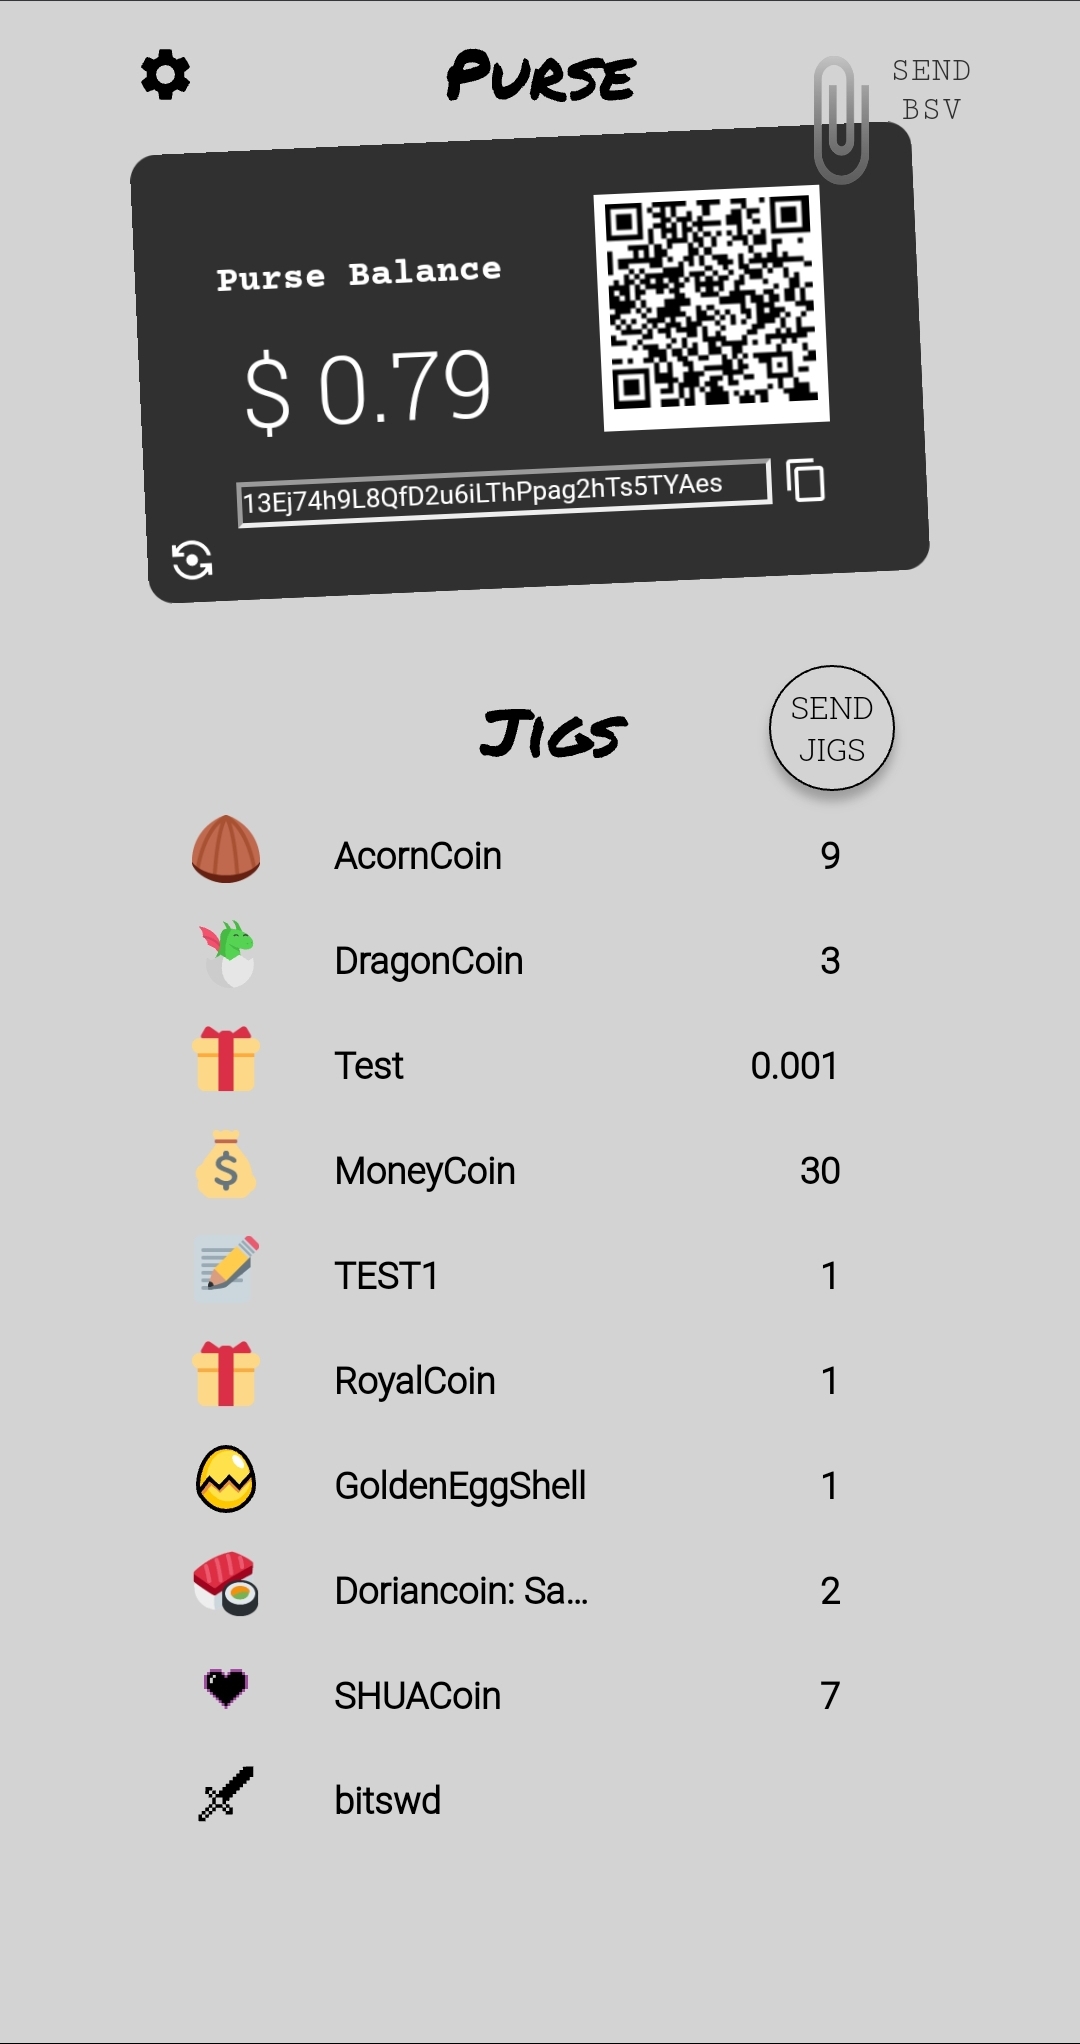 Purse
SEND
BSV
Purse Balance
$ 0.79
13Ej74h9L8QfD2u6iLThPpag2hTs5TYAes
Jigs
SEND
JIGS
AcornCoin 9
DragonCoin 3
Test 0.001
MoneyCoin 30
TEST1 1
RoyalCoin 1
GoldenEggShell 1
Doriancoin: Sa... 2
SHUACoin 7
bitswd